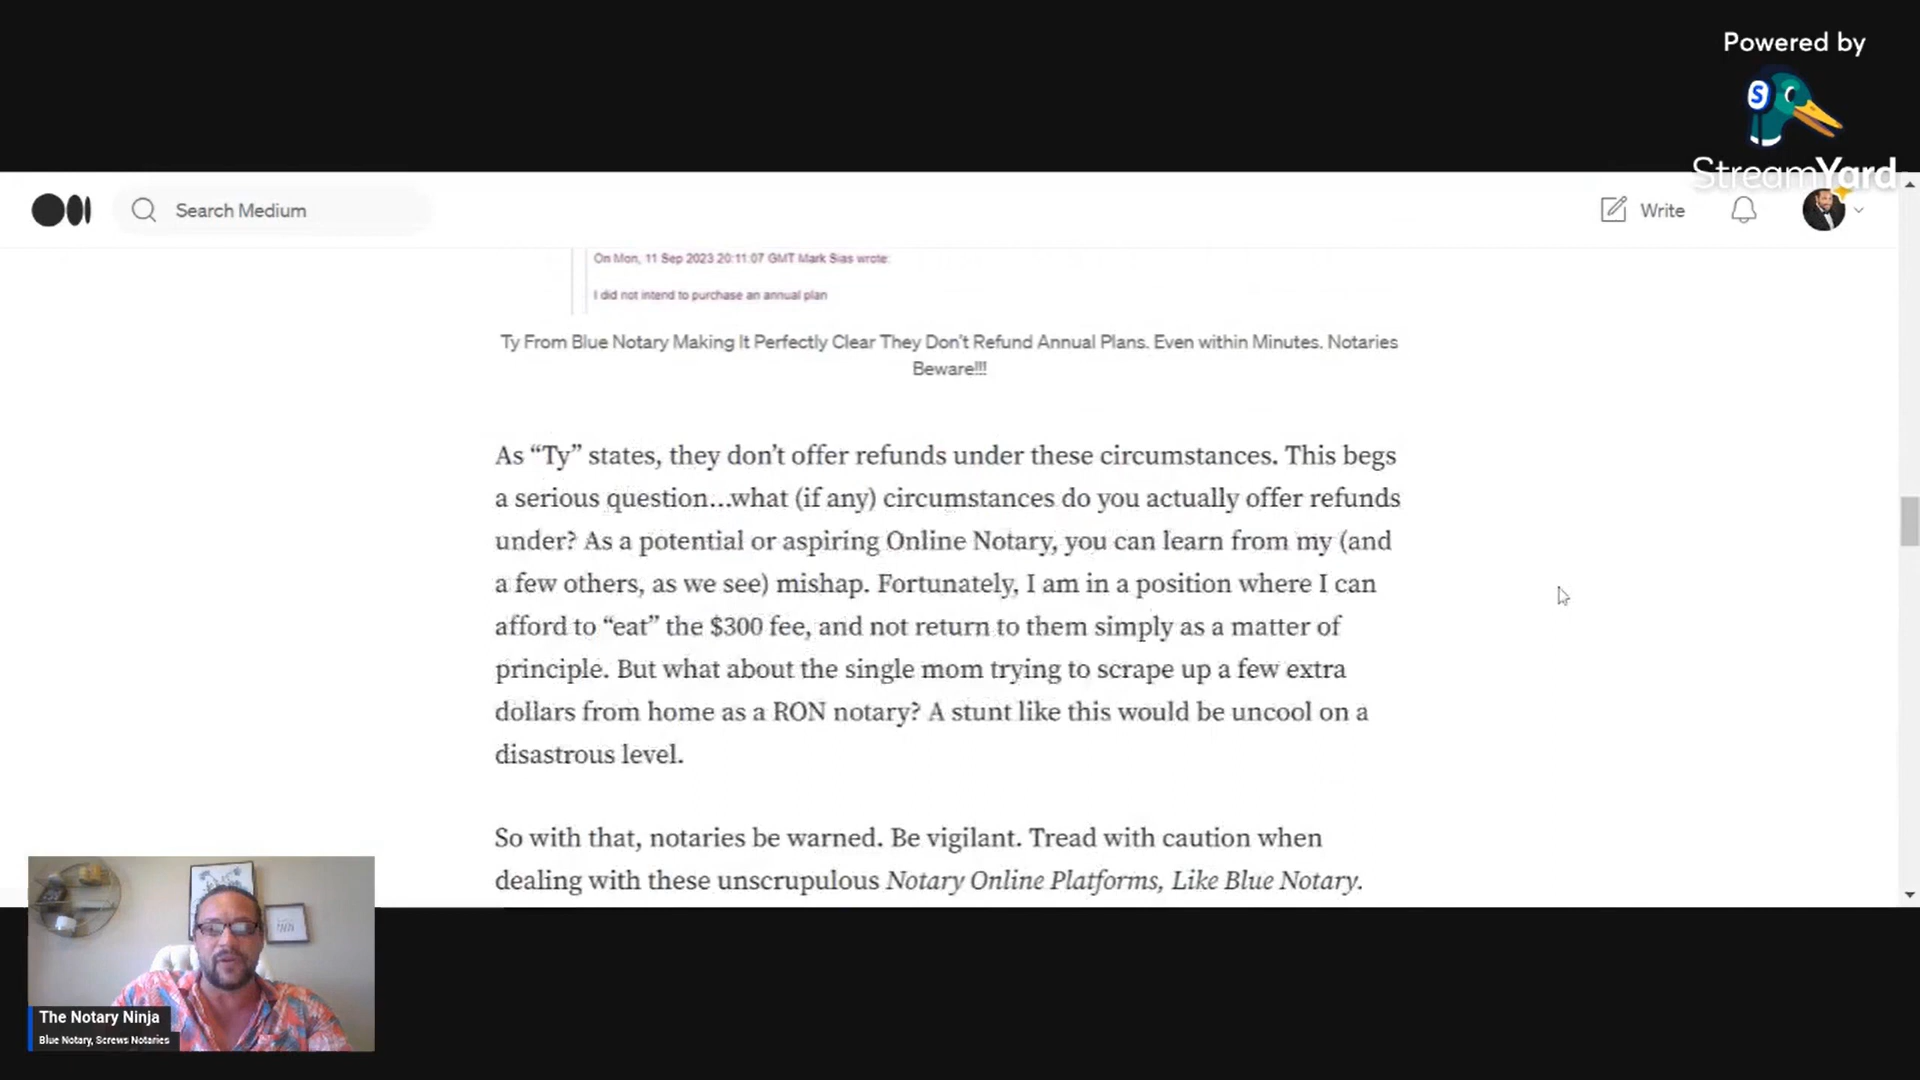 Powered by
StreamYard
Search Medium
Write
On Mon, 11 Sep 2023 20:11:07 GMT Mark Sias wrote:
I did not intend to purchase an annual plan
Ty From Blue Notary Making It Perfectly Clear They Don't Refund Annual Plans. Even within Minutes. Notaries
Beware!!!
As “Ty” states, they don’t offer refunds under these circumstances. This begs
a serious question…what (if any) circumstances do you actually offer refunds
under? As a potential or aspiring Online Notary, you can learn from my (and
a few others, as we see) mishap. Fortunately, I am in a position where I can
afford to “eat” the $300 fee, and not return to them simply as a matter of
principle. But what about the single mom trying to scrape up a few extra
dollars from home as a RON notary? A stunt like this would be uncool on a
disastrous level.
So with that, notaries be warned. Be vigilant. Tread with caution when
dealing with these unscrupulous Notary Online Platforms, Like Blue Notary.
The Notary Ninja
Blue Notary, Screws Notaries